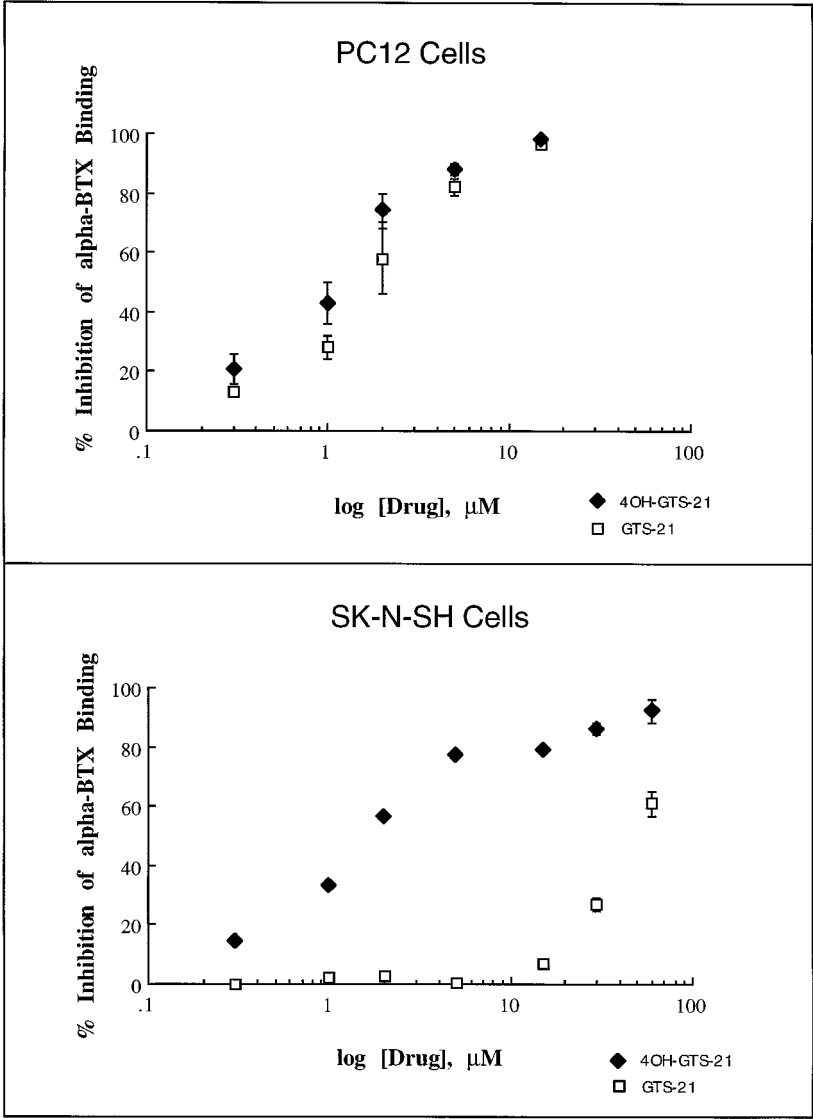 PC12 Cells
% Inhibition of alpha-BTX Binding
100
80
60
40
20
0
.1
1
10
100
log [Drug], µM
4OH-GTS-21
GTS-21
SK-N-SH Cells
% Inhibition of alpha-BTX Binding
100
80
60
40
20
0
.1
1
10
100
log [Drug], µM
4OH-GTS-21
GTS-21